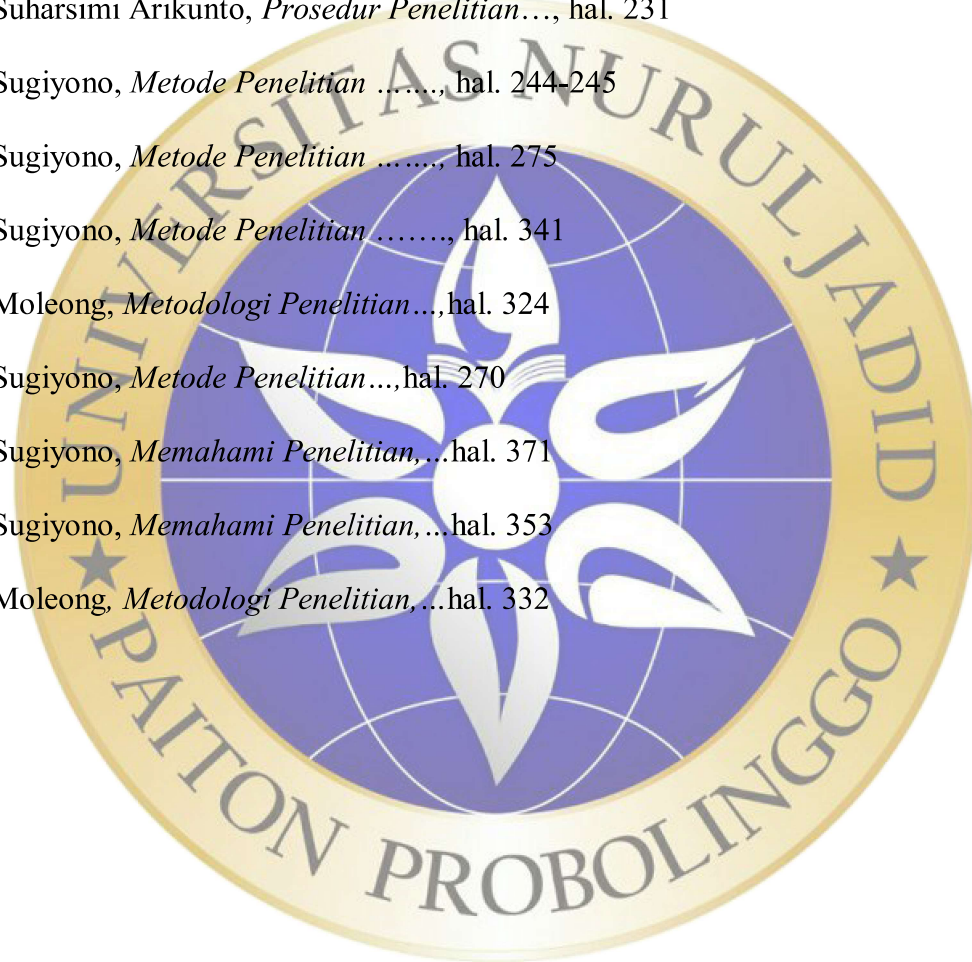 Suharsimi Arikunto, Prosedur Penelitian…, hal. 231
Sugiyono, Metode Penelitian ……., hal. 244-245
Sugiyono, Metode Penelitian ……., hal. 275
Sugiyono, Metode Penelitian ……., hal. 341
Moleong, Metodologi Penelitian…,hal. 324
Sugiyono, Metode Penelitian…,hal. 270
Sugiyono, Memahami Penelitian,…hal. 371
Sugiyono, Memahami Penelitian,…hal. 353
Moleong, Metodologi Penelitian,…hal. 332
UNIVERSITAS NURUL JADID
PAITON PROBOLINGGO